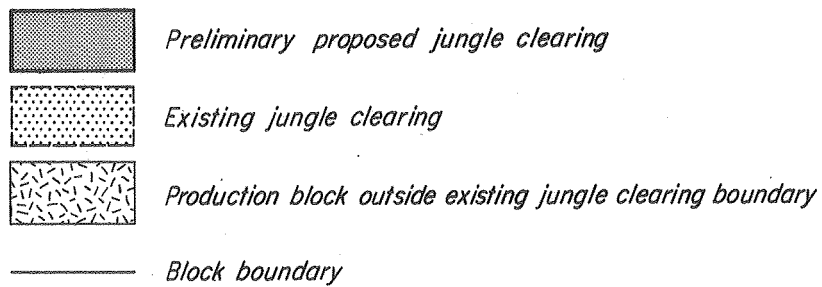 Preliminary proposed jungle clearing
Existing jungle clearing
Production block outside existing jungle clearing boundary
Block boundary